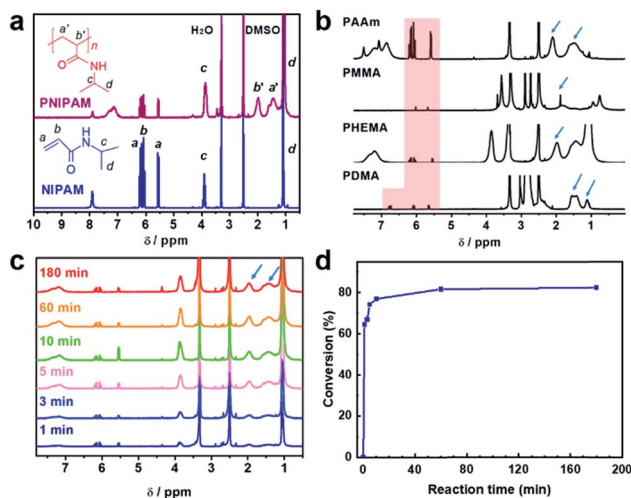 a
a'
b'
n
O
NH
c
d
d
PNIPAM
H₂O
DMSO
c
b'
a'
d
b
a
O
N
H
c
d
d
NIPAM
a
b
a
c
d
10 9 8 7 6 5 4 3 2 1
δ / ppm
b
PAAm
PMMA
PHEMA
PDMA
7 6 5 4 3 2 1
δ / ppm
c
180 min
60 min
10 min
5 min
3 min
1 min
7 6 5 4 3 2 1
δ / ppm
d
Conversion (%)
100
80
60
40
20
0
0 40 80 120 160 200
Reaction time (min)